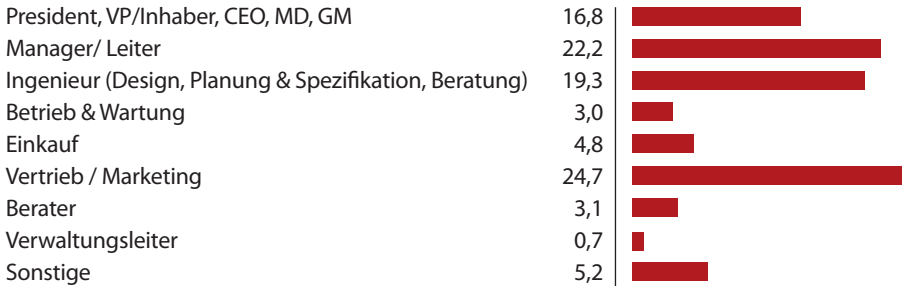 President, VP/Inhaber, CEO, MD, GM 16,8
Manager/ Leiter 22,2
Ingenieur (Design, Planung & Spezifikation, Beratung) 19,3
Betrieb & Wartung 3,0
Einkauf 4,8
Vertrieb / Marketing 24,7
Berater 3,1
Verwaltungsleiter 0,7
Sonstige 5,2